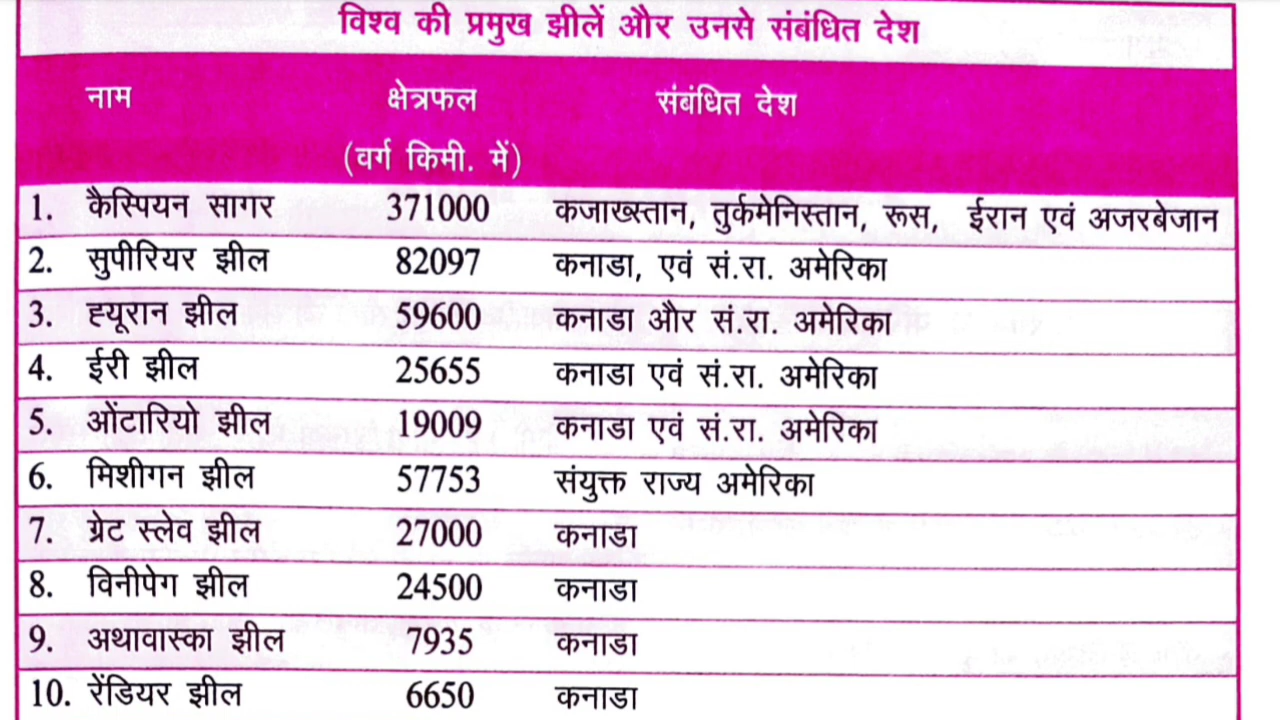 विश्व की प्रमुख झीलें और उनसे संबंधित देश
नाम क्षेत्रफल संबंधित देश
(वर्ग किमी. में)
1. कैस्पियन सागर 371000 कजाख्स्तान, तुर्कमेनिस्तान, रूस, ईरान एवं अजरबेजान
2. सुपीरियर झील 82097 कनाडा, एवं सं.रा. अमेरिका
3. ह्यूरान झील 59600 कनाडा और सं.रा. अमेरिका
4. ईरी झील 25655 कनाडा एवं सं.रा. अमेरिका
5. ओंटारियो झील 19009 कनाडा एवं सं.रा. अमेरिका
6. मिशीगन झील 57753 संयुक्त राज्य अमेरिका
7. ग्रेट स्लेव झील 27000 कनाडा
8. विनीपेग झील 24500 कनाडा
9. अथावास्का झील 7935 कनाडा
10. रेंडियर झील 6650 कनाडा